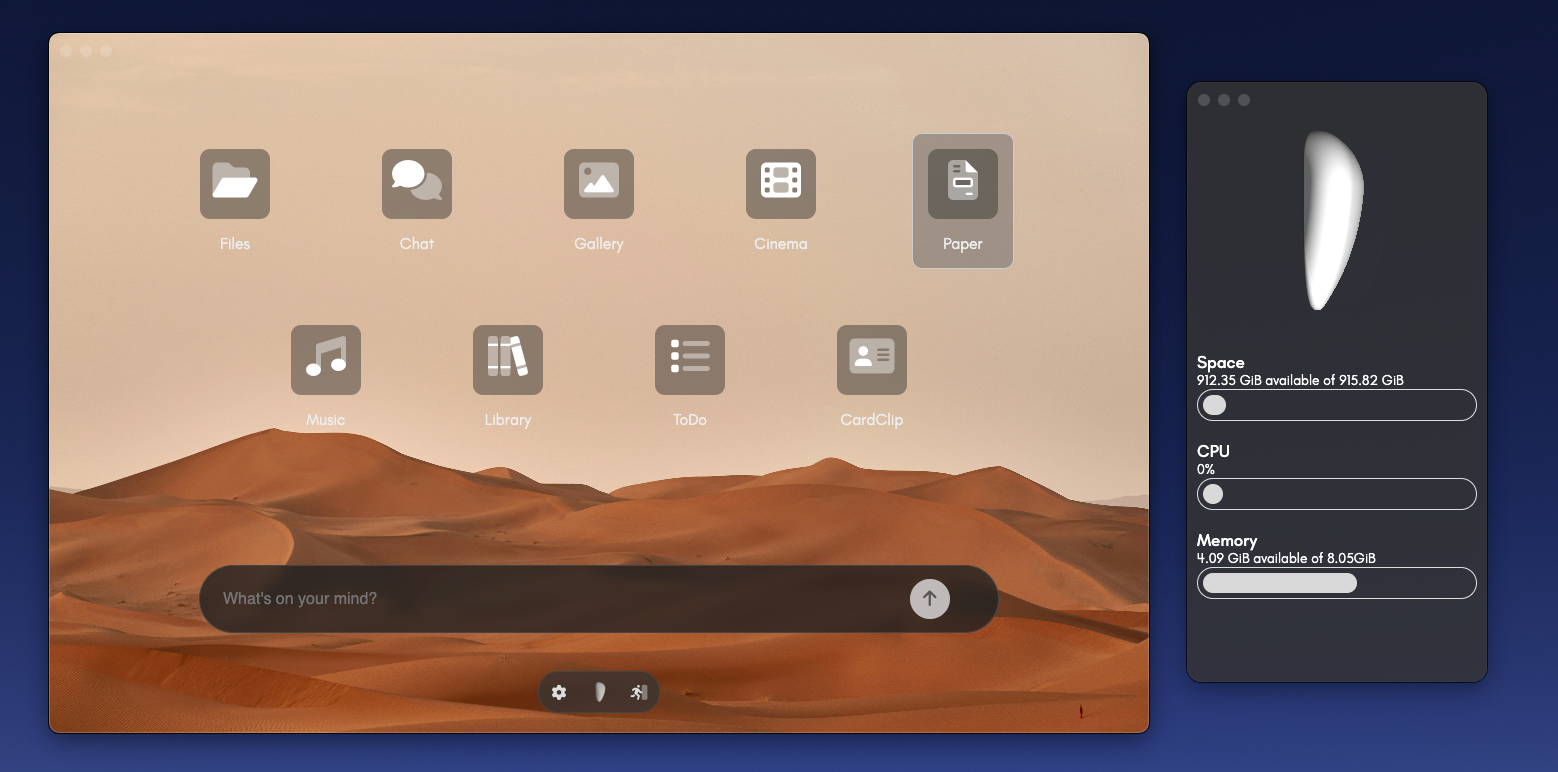 Files
Chat
Gallery
Cinema
Paper
Music
Library
ToDo
CardClip
What's on your mind?
Space
912.35 GiB available of 915.82 GiB
CPU
0%
Memory
4.09 GiB available of 8.05GiB